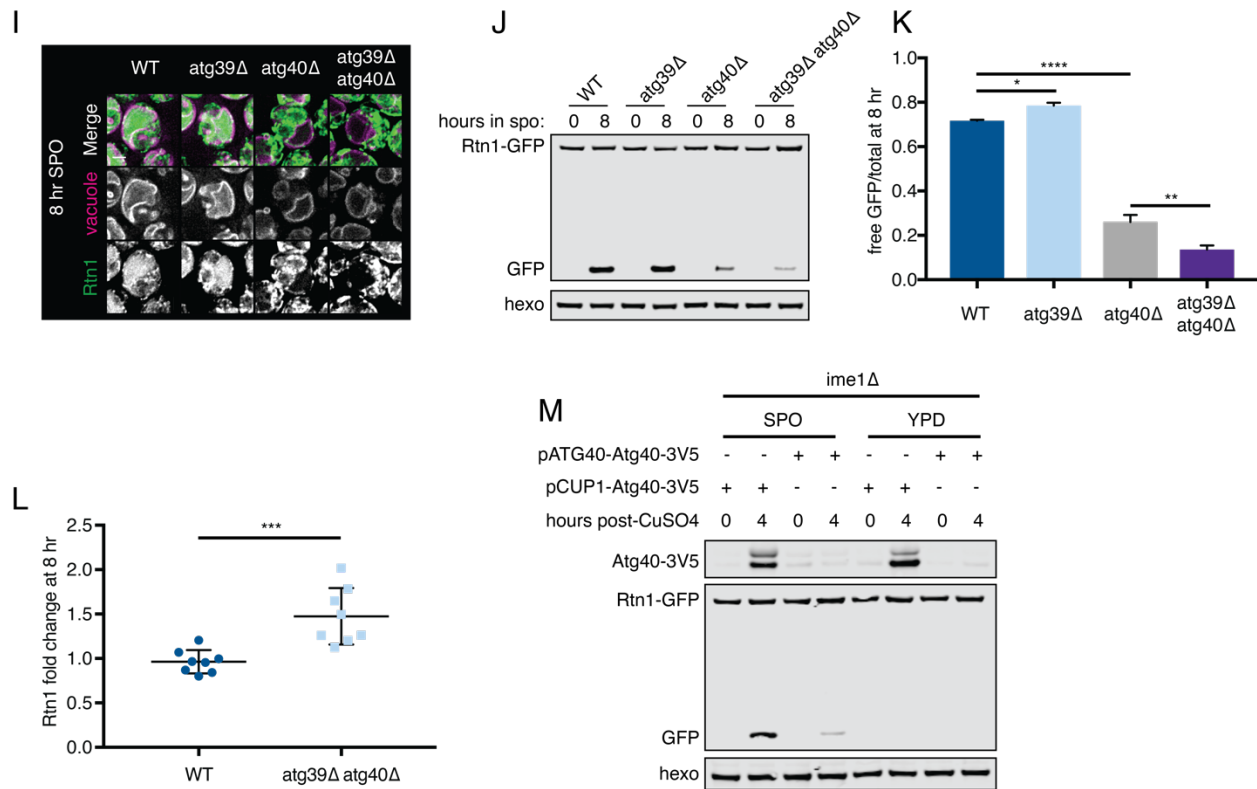 I
WT
atg39Δ
atg40Δ
atg39Δ
atg40Δ
8 hr SPO
Merge
vacuole
Rtn1
J
WT
atg39Δ
atg40Δ
atg39Δ atg40Δ
hours in spo: 0 8 0 8 0 8 0 8
Rtn1-GFP
GFP
hexo
K
free GFP/total at 8 hr
1.0
0.8
0.6
0.4
0.2
0.0
****
*
**
WT
atg39Δ
atg40Δ
atg39Δ
atg40Δ
L
Rtn1 fold change at 8 hr
2.5
2.0
1.5
1.0
0.5
0.0
***
WT
atg39Δ atg40Δ
M
ime1Δ
SPO YPD
pATG40-Atg40-3V5 - - + + - - + +
pCUP1-Atg40-3V5 + + - - + + - -
hours post-CuSO4 0 4 0 4 0 4 0 4
Atg40-3V5
Rtn1-GFP
GFP
hexo